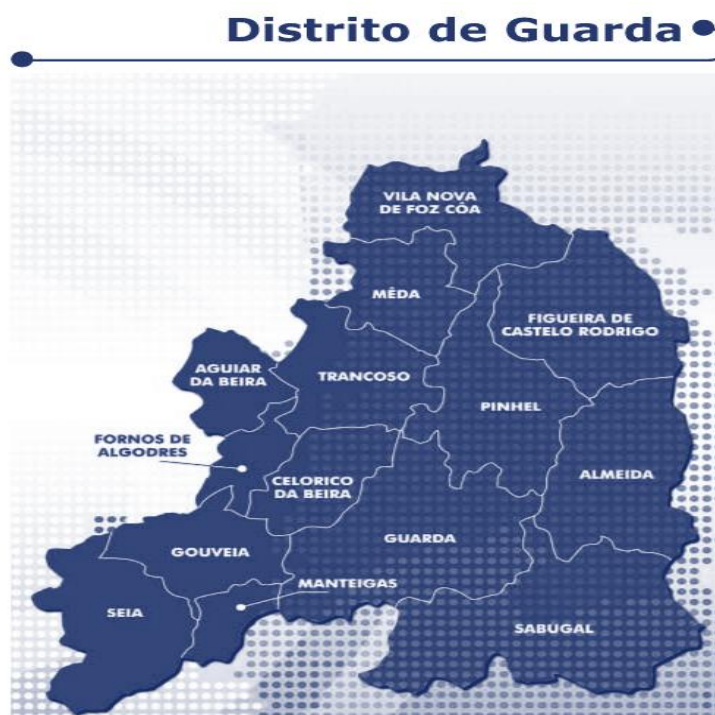 Distrito de Guarda
VILA NOVA
DE FOZ CÔA
MÊDA
FIGUEIRA DE
CASTELO RODRIGO
AGUIAR
DA BEIRA
TRANCOSO
PINHEL
FORNOS DE
ALGODRES
CELORICO
DA BEIRA
ALMEIDA
GUARDA
GOUVEIA
MANTEIGAS
SEIA
SABUGAL